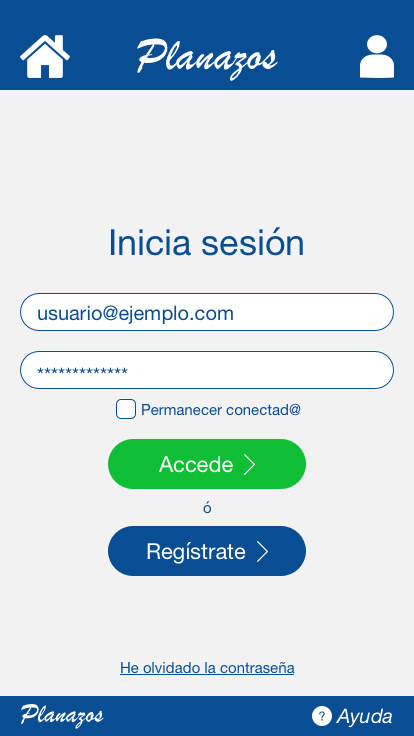 Planazos
Inicia sesión
usuario@ejemplo.com
*************
Permanecer conectad@
Accede
ó
Regístrate
He olvidado la contraseña
Planazos
? Ayuda